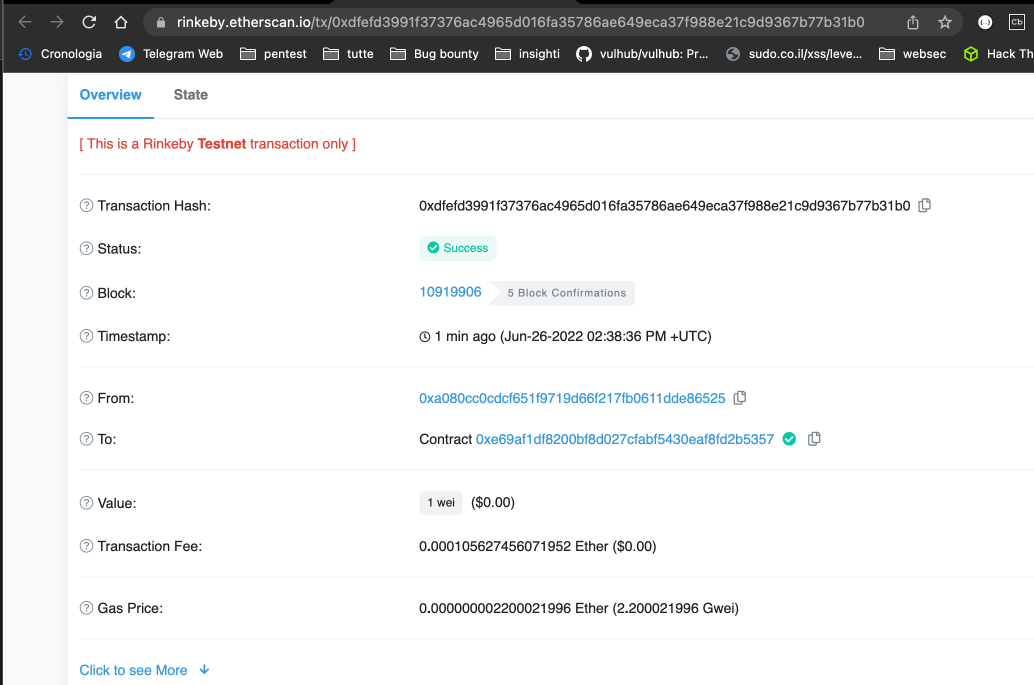 rinkeby.etherscan.io/tx/0xdfefd3991f37376ac4965d016fa35786ae649eca37f988e21c9d9367b77b31b0
Cb
Cronologia Telegram Web pentest tutte Bug bounty insighti vulhub/vulhub: Pr... sudo.co.il/xss/leve... websec Hack Th
Overview State
[ This is a Rinkeby Testnet transaction only ]
Transaction Hash: 0xdfefd3991f37376ac4965d016fa35786ae649eca37f988e21c9d9367b77b31b0
Status: Success
Block: 10919906 5 Block Confirmations
Timestamp: 1 min ago (Jun-26-2022 02:38:36 PM +UTC)
From: 0xa080cc0cdcf651f9719d66f217fb0611dde86525
To: Contract 0xe69af1df8200bf8d027cfabf5430eaf8fd2b5357
Value: 1 wei ($0.00)
Transaction Fee: 0.000105627456071952 Ether ($0.00)
Gas Price: 0.000000002200021996 Ether (2.200021996 Gwei)
Click to see More